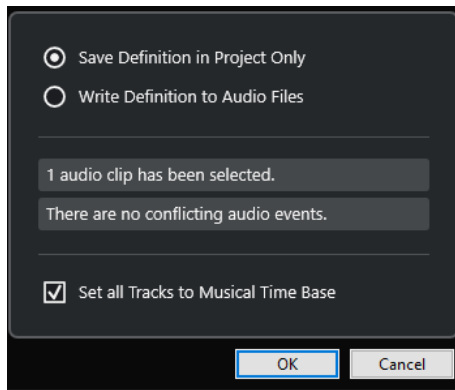 Save Definition in Project Only
Write Definition to Audio Files
1 audio clip has been selected.
There are no conflicting audio events.
Set all Tracks to Musical Time Base
OK Cancel